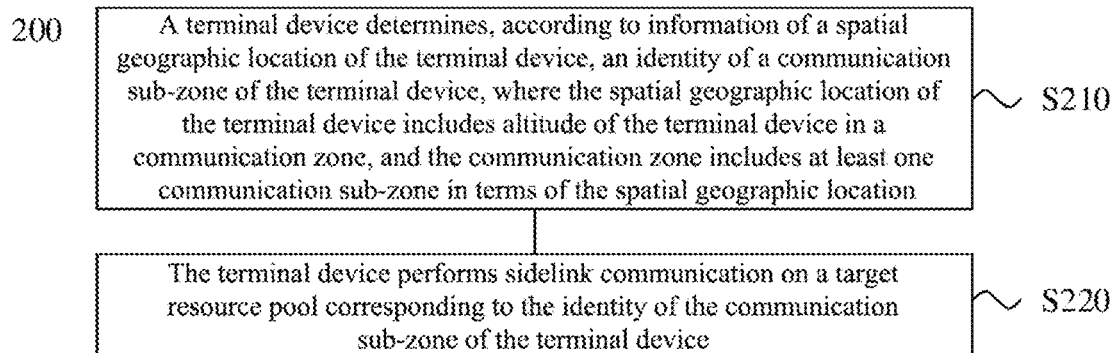 200
A terminal device determines, according to information of a spatial
geographic location of the terminal device, an identity of a communication
sub-zone of the terminal device, where the spatial geographic location of
the terminal device includes altitude of the terminal device in a
communication zone, and the communication zone includes at least one
communication sub-zone in terms of the spatial geographic location
S210
The terminal device performs sidelink communication on a target
resource pool corresponding to the identity of the communication
sub-zone of the terminal device
S220